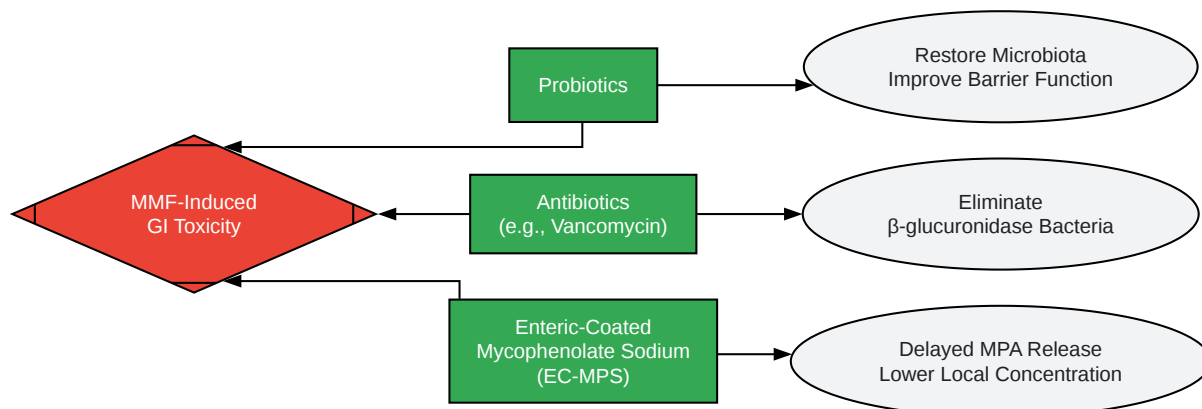 Probiotics
Restore Microbiota
Improve Barrier Function
MMF-Induced
GI Toxicity
Antibiotics
(e.g., Vancomycin)
Eliminate
β-glucuronidase Bacteria
Enteric-Coated
Mycophenolate Sodium
(EC-MPS)
Delayed MPA Release
Lower Local Concentration